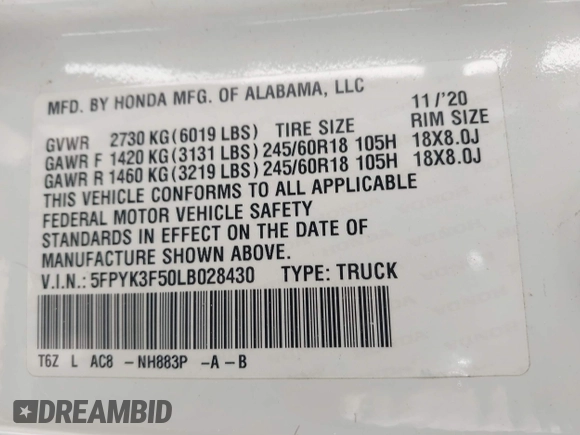 MFD. BY HONDA MFG. OF ALABAMA, LLC 11/'20
GVWR 2730 KG(6019 LBS) TIRE SIZE RIM SIZE
GAWR F 1420 KG(3131 LBS)245/60R18 105H 18X8.0J
GAWR R 1460 KG(3219 LBS)245/60R18 105H 18X8.0J
THIS VEHICLE CONFORMS TO ALL APPLICABLE
FEDERAL MOTOR VEHICLE SAFETY
STANDARDS IN EFFECT ON THE DATE OF
MANUFACTURE SHOWN ABOVE.
V.I.N.: 5FPYK3F50LB028430 TYPE: TRUCK
T6Z L AC8 -NH883P -A-B
DREAMBID